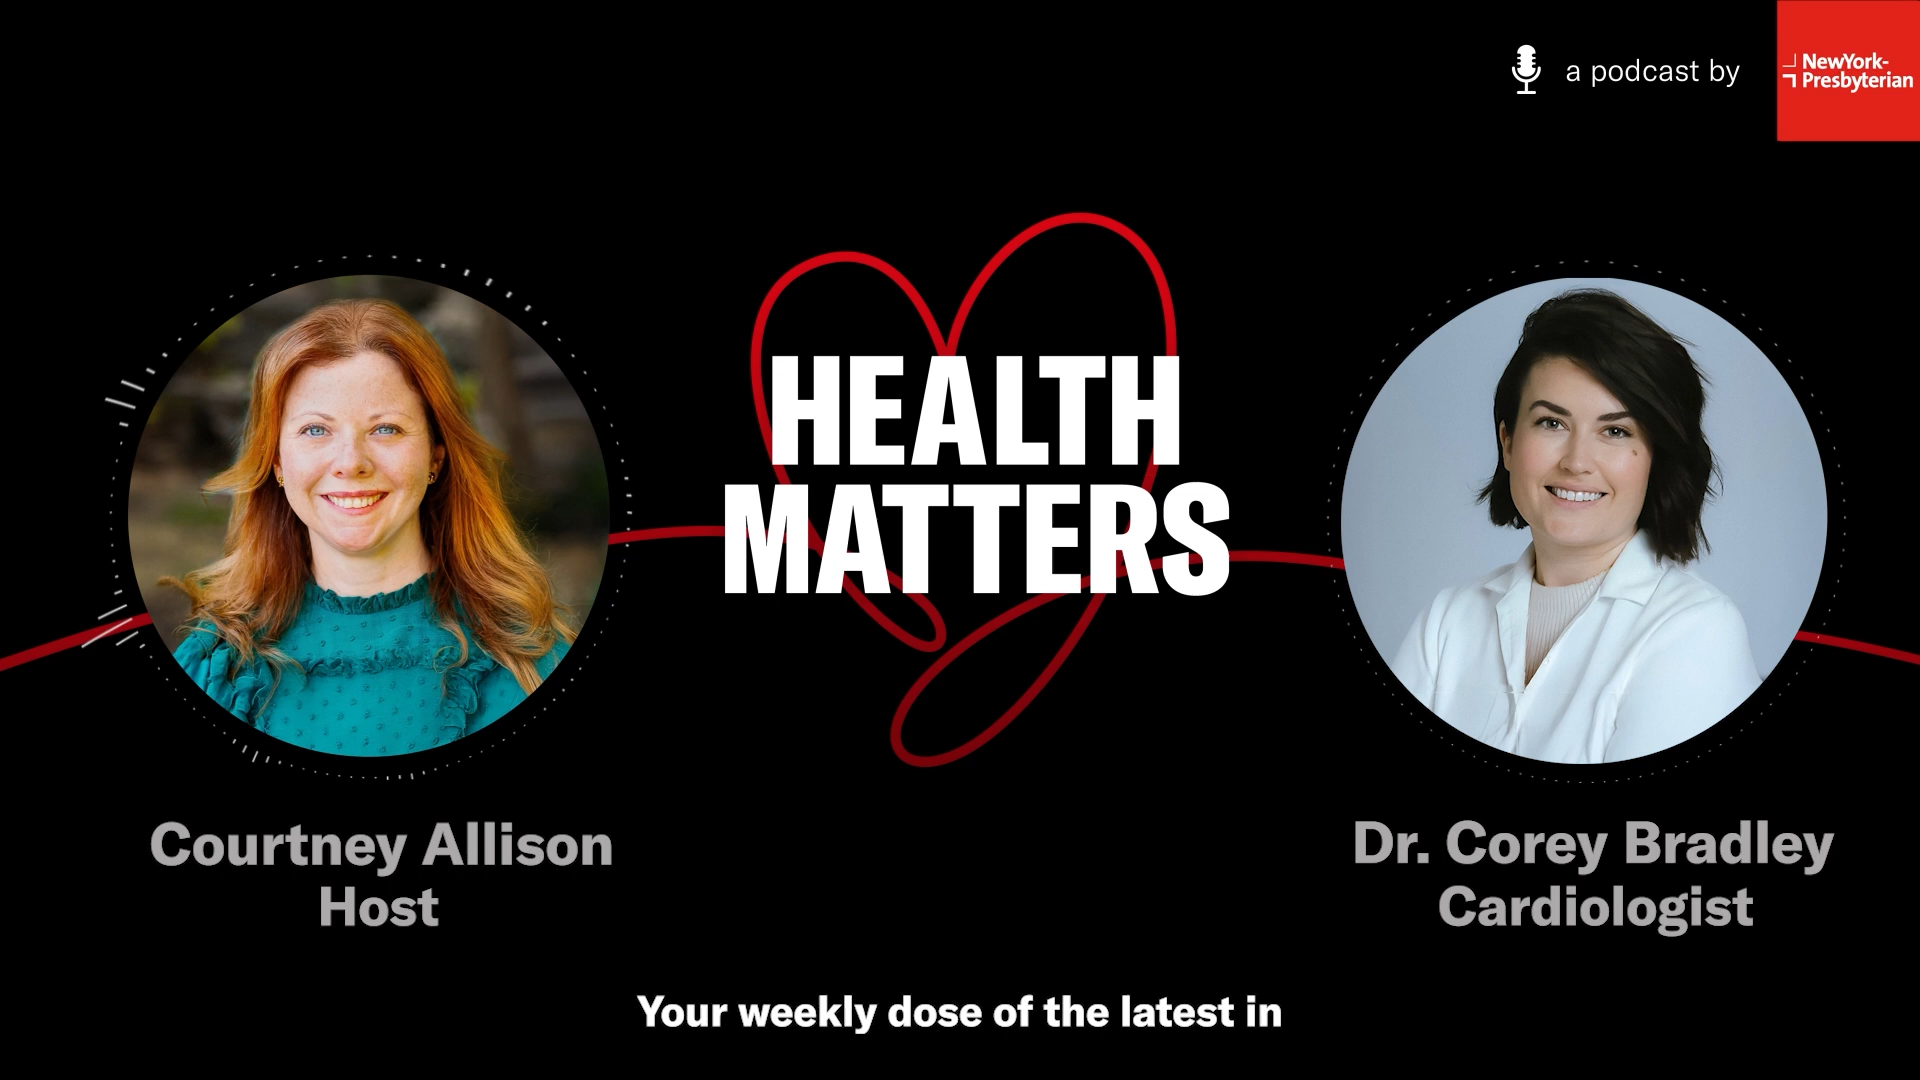 a podcast by
NewYork-
Presbyterian
HEALTH
MATTERS
Courtney Allison
Host
Dr. Corey Bradley
Cardiologist
Your weekly dose of the latest in